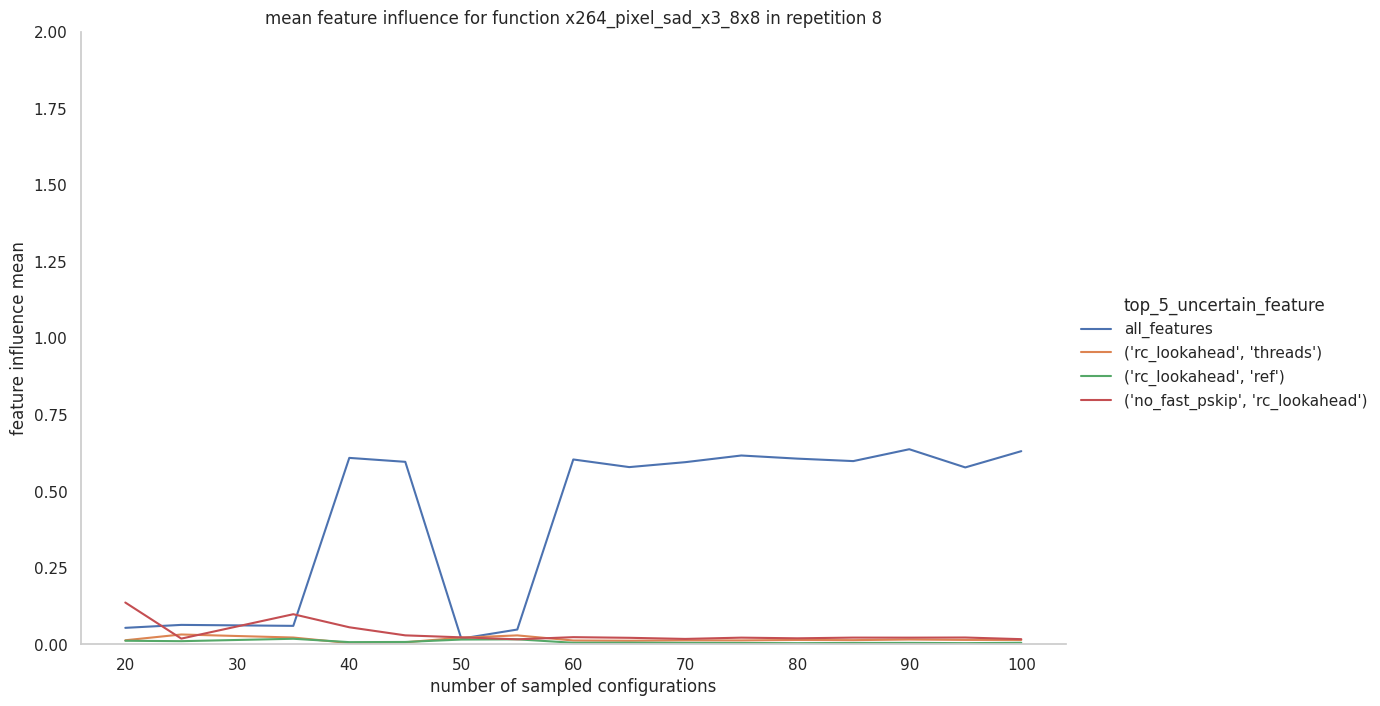 mean feature influence for function x264_pixel_sad_x3_8x8 in repetition 8
2.00
1.75
1.50
1.25
1.00
0.75
0.50
0.25
0.00
feature influence mean
20 30 40 50 60 70 80 90 100
number of sampled configurations
top_5_uncertain_feature
all_features
('rc_lookahead', 'threads')
('rc_lookahead', 'ref')
('no_fast_pskip', 'rc_lookahead')